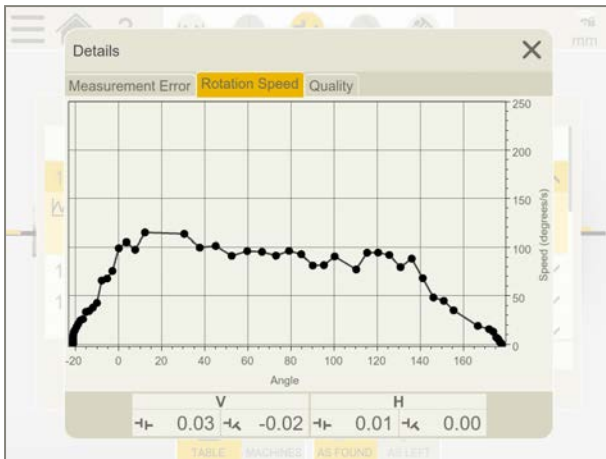 mm
Details
Measurement Error Rotation Speed Quality
250
200
150
100
50
0
Speed (degrees/s)
-20 0 20 40 60 80 100 120 140 160
Angle
V H
0.03 -0.02 0.01 0.00
TABLE MACHINES AS FOUND AS LEFT